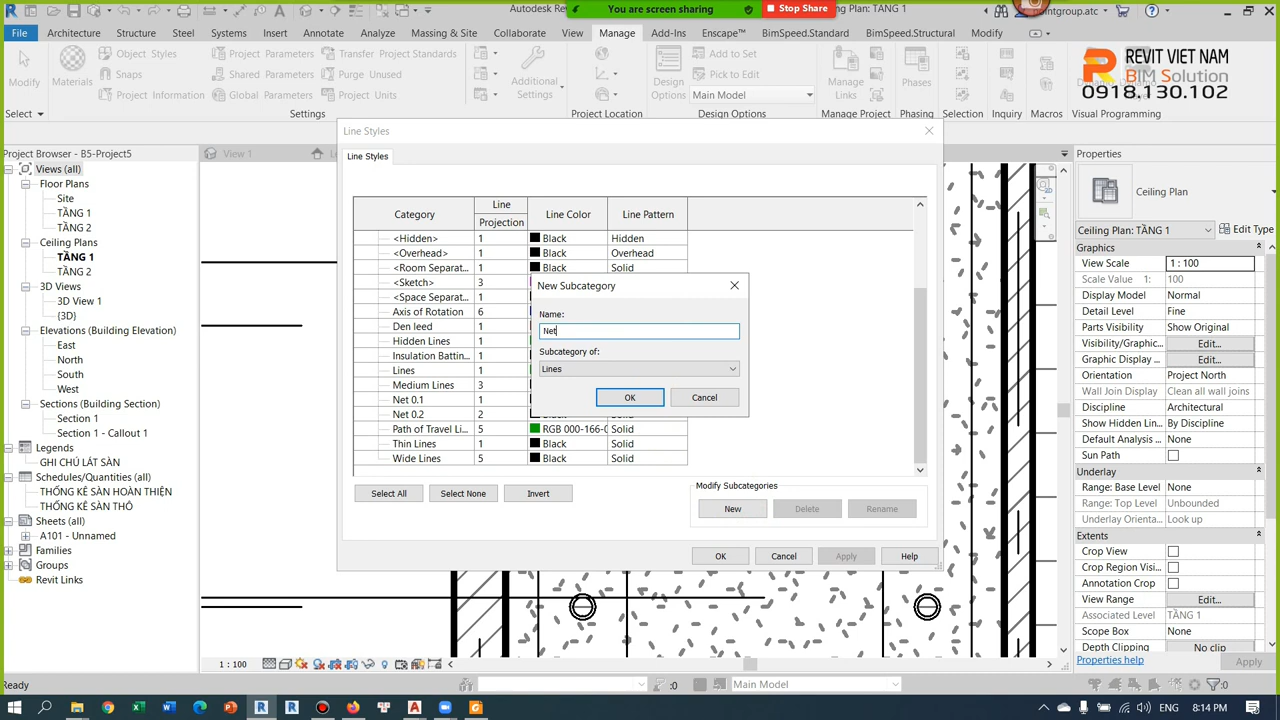 Autodesk Rev
You are screen sharing
Stop Share
Ceiling Plan: TANG 1
pointgroup.atc
File Architecture Structure Steel Systems Insert Annotate Analyze Massing & Site Collaborate View Manage Add-Ins Enscape™ BimSpeed.Standard BimSpeed.Structural Modify
Modify
Materials
Object Styles
Snaps
Project Information
Project Parameters
Shared Parameters
Global Parameters
Transfer Project Standards
Purge Unused
Project Units
Additional
Settings
Design
Options
Add to Set
Pick to Edit
Main Model
Manage
Links
Phases
REVIT VIET NAM
BIM Solution
0918.130.102
Select
Settings
Project Location
Design Options
Manage Project
Phasing
Selection
Inquiry
Macros
Visual Programming
Project Browser - B5-Project5
Views (all)
Floor Plans
Site
TẦNG 1
TẦNG 2
Ceiling Plans
TẦNG 1
TẦNG 2
3D Views
3D View 1
{3D}
Elevations (Building Elevation)
East
North
South
West
Sections (Building Section)
Section 1
Section 1 - Callout 1
Legends
GHI CHÚ LÁT SÀN
Schedules/Quantities (all)
THỐNG KÊ SÀN HOÀN THIỆN
THỐNG KÊ SÀN THÔ
Sheets (all)
A101 - Unnamed
Families
Groups
Revit Links
View 1
Line Styles
Line Styles
Category
Line
Projection
Line Color
Line Pattern
<Hidden> 1 Black Hidden
<Overhead> 1 Black Overhead
<Room Separat... 1 Black Solid
<Sketch> 3
<Space Separat... 1
Axis of Rotation 6
Den leed 1
Hidden Lines 1
Insulation Battin... 1
Lines 1
Medium Lines 3
Net 0.1 1
Net 0.2 2
Path of Travel Li... 5 RGB 000-166-0 Solid
Thin Lines 1 Black Solid
Wide Lines 5 Black Solid
New Subcategory
Name:
Net
Subcategory of:
Lines
OK Cancel
Select All Select None Invert
Modify Subcategories
New Delete Rename
OK Cancel Apply Help
Properties
Ceiling Plan
Ceiling Plan: TẦNG 1 Edit Type
Graphics
View Scale 1 : 100
Scale Value 1: 100
Display Model Normal
Detail Level Fine
Parts Visibility Show Original
Visibility/Graphic... Edit...
Graphic Display ... Edit...
Orientation Project North
Wall Join Display Clean all wall joins
Discipline Architectural
Show Hidden Lin... By Discipline
Default Analysis ... None
Sun Path
Underlay
Range: Base Level None
Range: Top Level Unbounded
Underlay Orienta... Look up
Extents
Crop View
Crop Region Visi...
Annotation Crop
View Range Edit...
Associated Level TẦNG 1
Scope Box None
Depth Clipping No clip
Properties help Apply
1 : 100
Ready
:0
Main Model
:0
ENG 8:14 PM